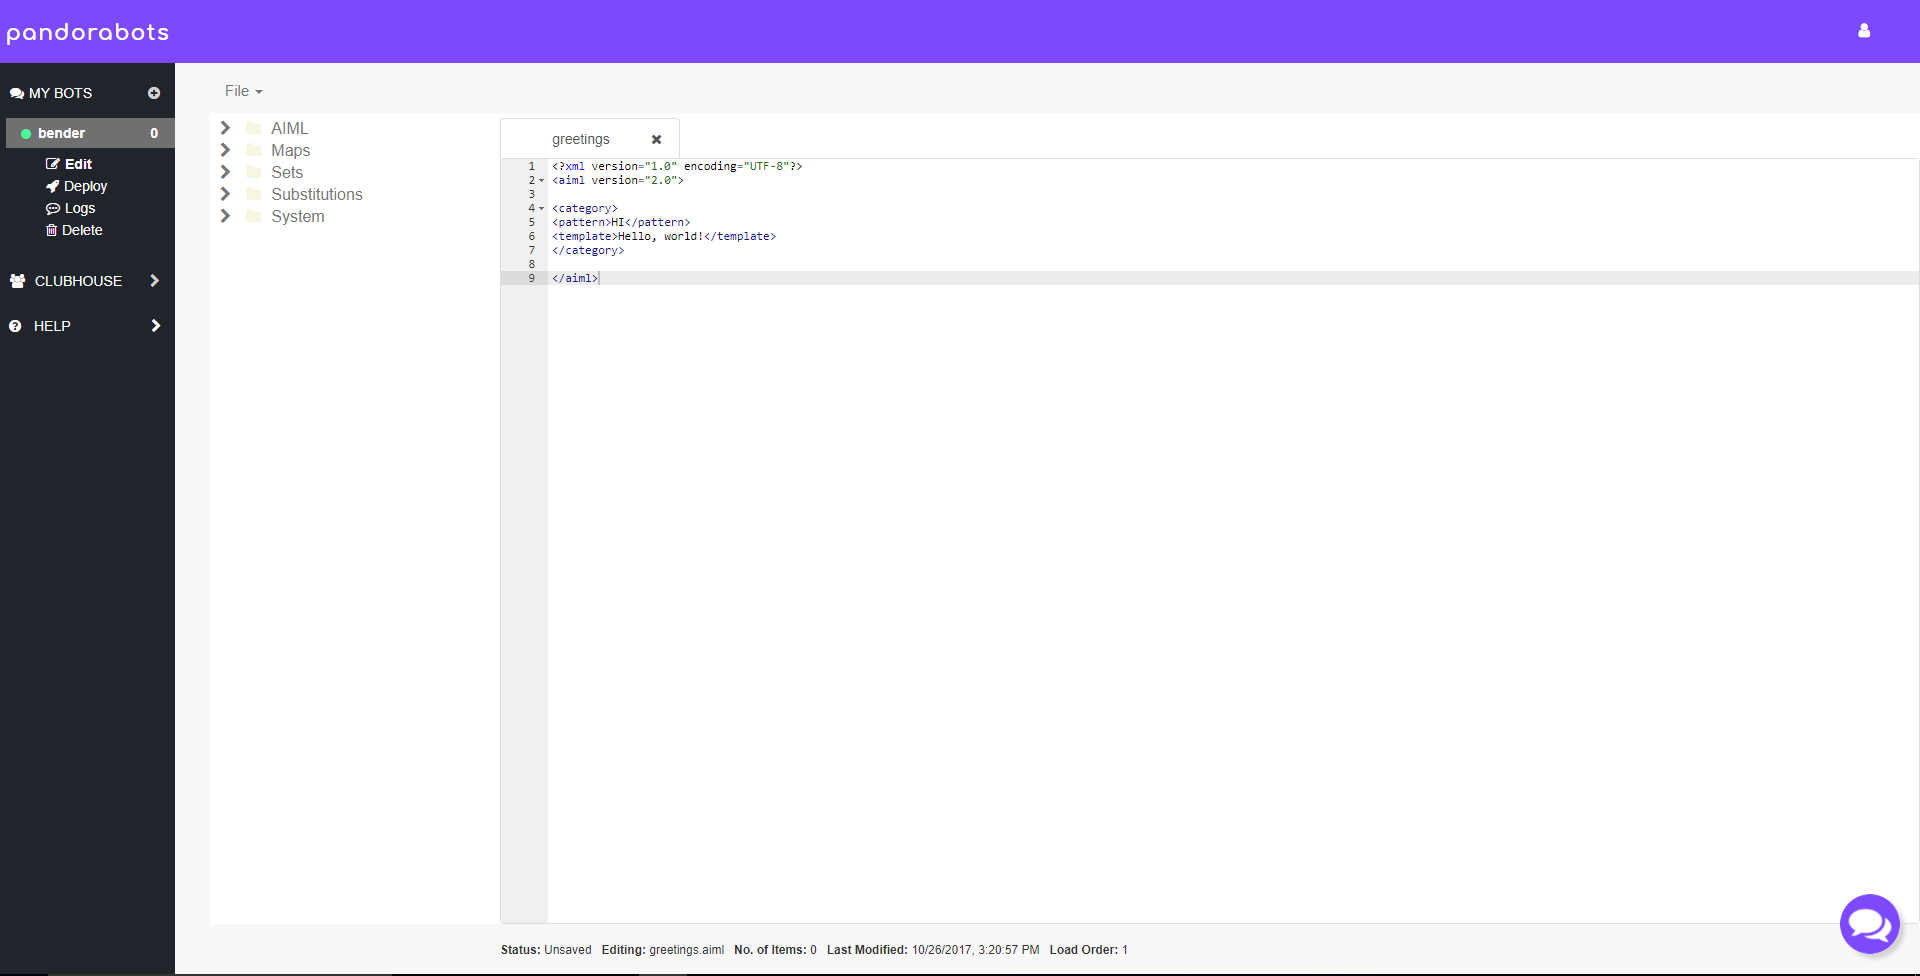 pandorabots
MY BOTS
bender 0
Edit
Deploy
Logs
Delete
CLUBHOUSE
HELP
File
AIML
Maps
Sets
Substitutions
System
greetings
1 <?xml version="1.0" encoding="UTF-8"?>
2 <aiml version="2.0">
3
4 <category>
5 <pattern>HI</pattern>
6 <template>Hello, world!</template>
7 </category>
8
9 </aiml>
Status: Unsaved Editing: greetings.aiml No. of Items: 0 Last Modified: 10/26/2017, 3:20:57 PM Load Order: 1